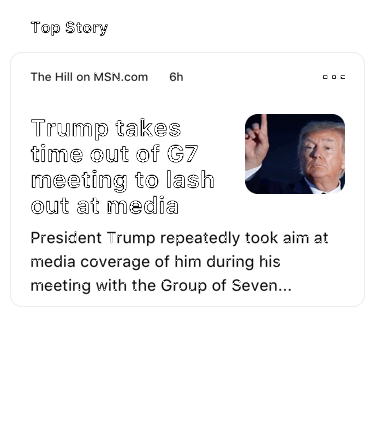 Top Story
The Hill on MSN.com 6h
Trump takes
time out of G7
meeting to lash
out at media
President Trump repeatedly took aim at
media coverage of him during his
meeting with the Group of Seven...